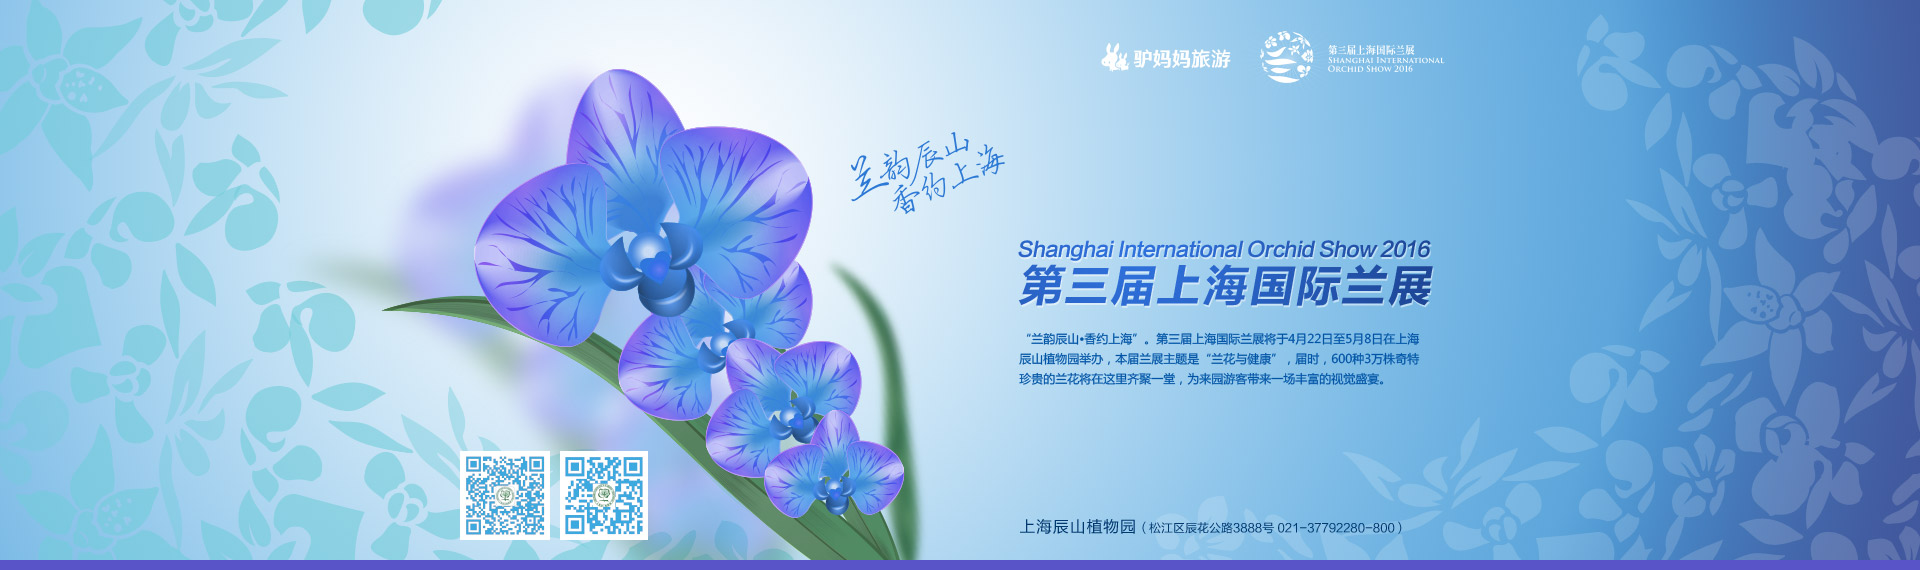 驴妈妈旅游
第三届上海国际兰展
SHANGHAI INTERNATIONAL
ORCHID SHOW 2016
兰韵辰山
香约上海
Shanghai International Orchid Show 2016
第三届上海国际兰展
“兰韵辰山•香约上海”。第三届上海国际兰展将于4月22日至5月8日在上海
辰山植物园举办，本届兰展主题是“兰花与健康”，届时，600种3万株奇特
珍贵的兰花将在这里齐聚一堂，为来园游客带来一场丰富的视觉盛宴。
上海辰山植物园（松江区辰花公路3888号 021-37792280-800）